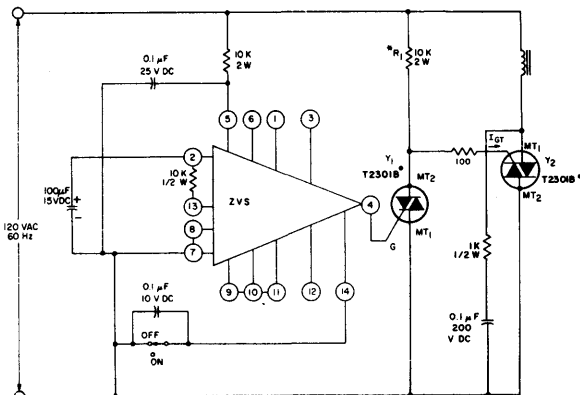 120 VAC
60 Hz
0.1 µF
25 V DC
10 K
2 W
*R1
10 K
2 W
5
6
1
3
2
10 K
1/2 W
13
8
7
ZVS
4
9
10
11
12
14
100µF
15VDC
+
-
0.1 µF
10 V DC
OFF
ON
Y1
T2301B*
MT2
MT1
G
100
IGT
MT1
Y2
T2301B*
MT2
1K
1/2 W
0.1 µF
200
V DC